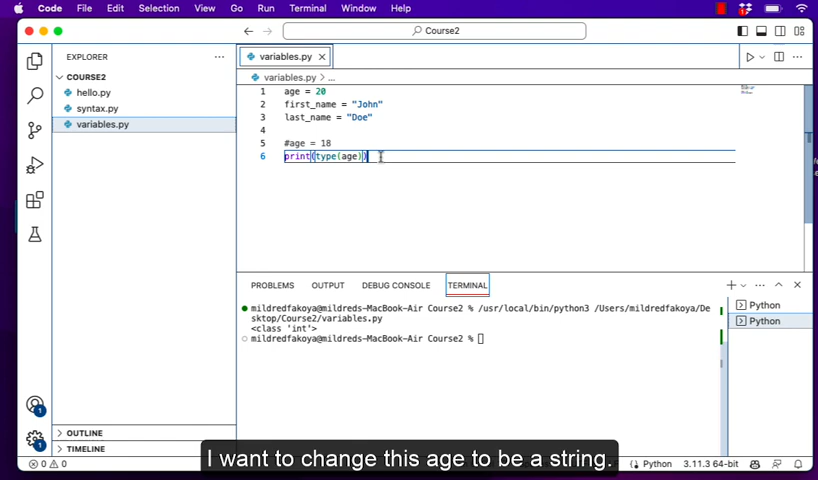 Code File Edit Selection View Go Run Terminal Window Help
Course2
EXPLORER
COURSE2
hello.py
syntax.py
variables.py
OUTLINE
TIMELINE
variables.py
variables.py > ...
1 age = 20
2 first_name = "John"
3 last_name = "Doe"
4
5 #age = 18
6 print(type(age))
PROBLEMS OUTPUT DEBUG CONSOLE TERMINAL
mildredfakoya@mildreds-MacBook-Air Course2 % /usr/local/bin/python3 /Users/mildredfakoya/De
sktop/Course2/variables.py
<class 'int'>
mildredfakoya@mildreds-MacBook-Air Course2 %
Python
Python
1
1
I want to change this age to be a string.
0 0 Python 3.11.3 64-bit